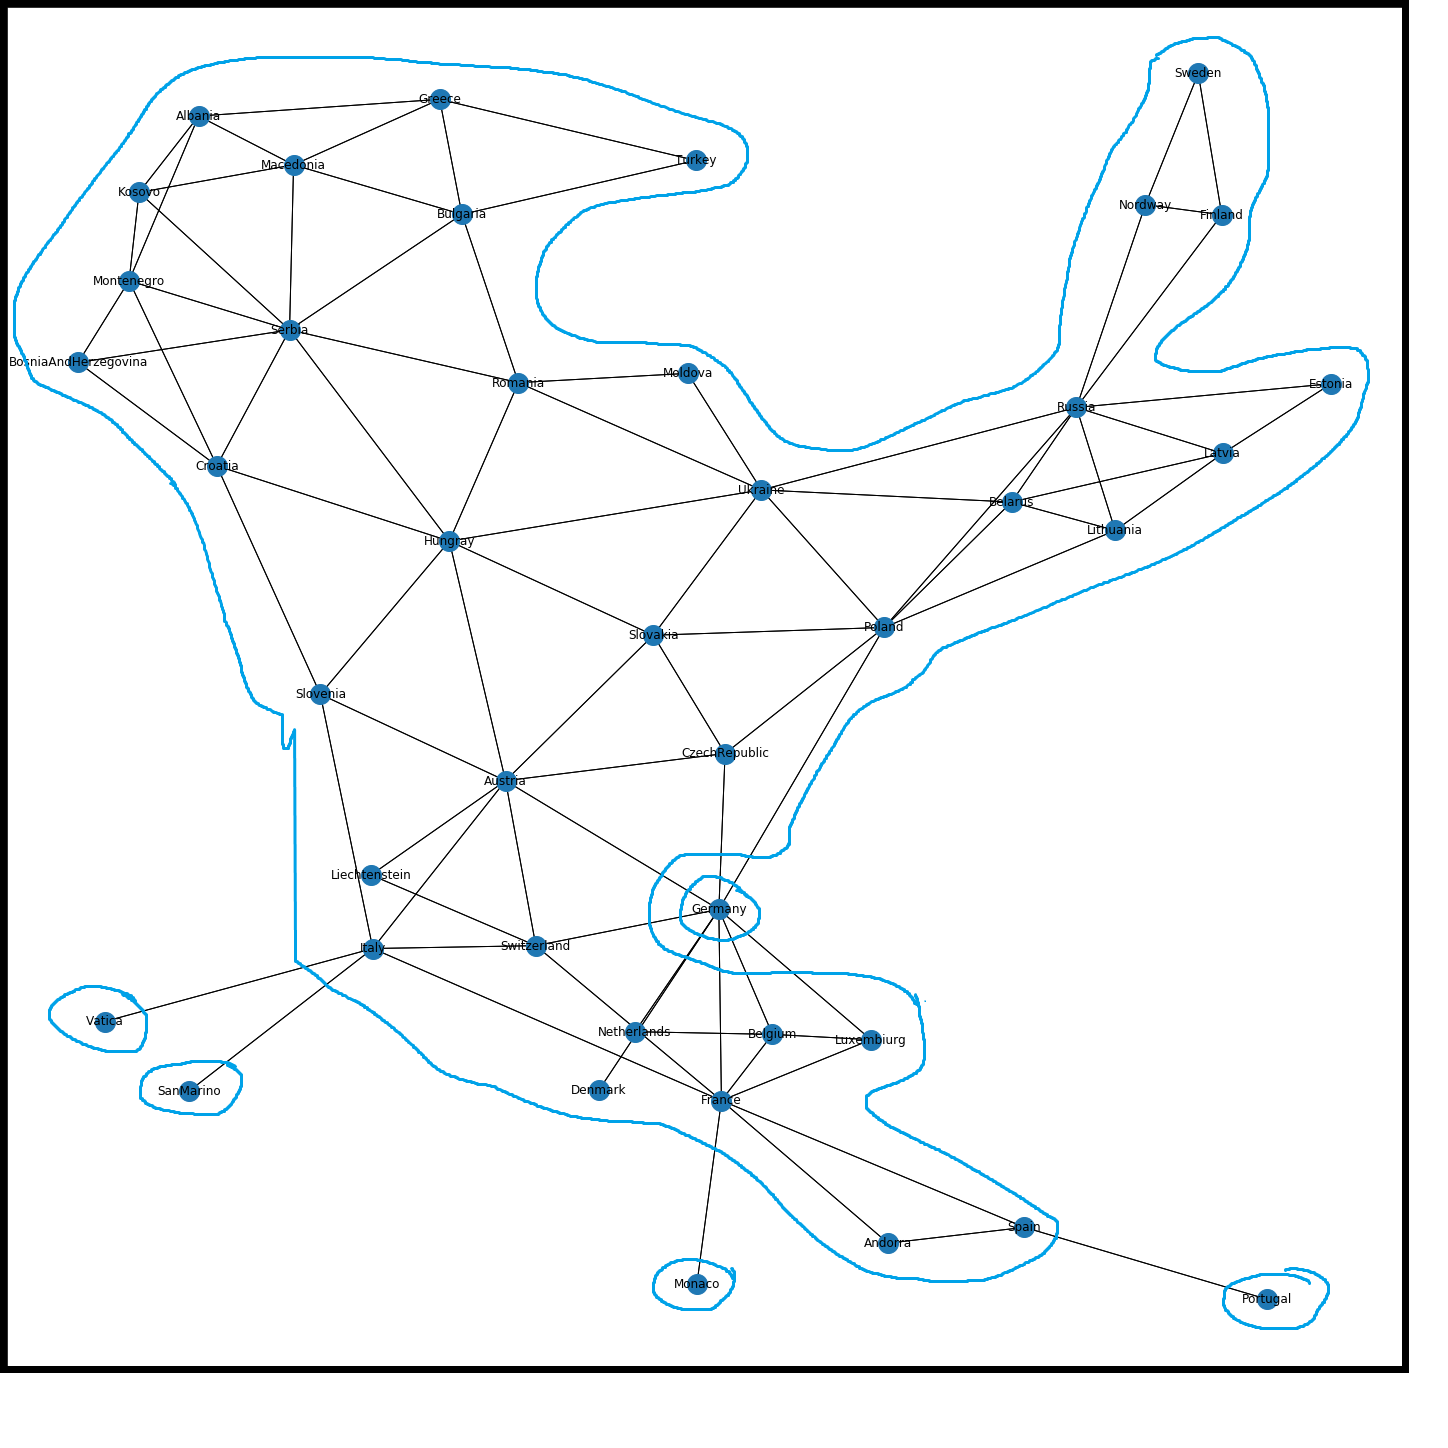 Sweden
Greece
Albania
Turkey
Macedonia
Kosovo
Nordway
Bulgaria
Finland
Montenegro
Serbia
BosniaAndHerzegovina
Moldova
Romania
Estonia
Russia
Latvia
Croatia
Ukraine
Belarus
Lithuania
Hungray
Poland
Slovakia
Slovenia
CzechRepublic
Austria
Liechtenstein
Germany
Italy
Switzerland
Vatica
Netherlands
Belgium
Luxembiurg
SanMarino
Denmark
France
Spain
Andorra
Monaco
Portugal